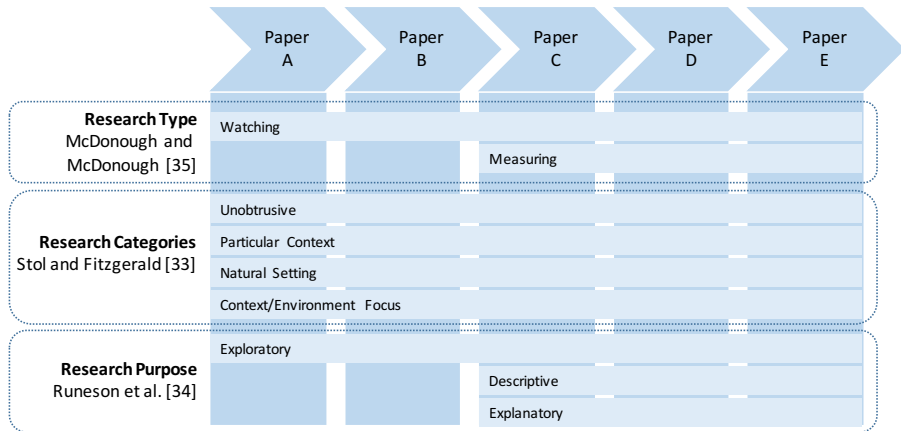 Paper
A
Paper
B
Paper
C
Paper
D
Paper
E
Research Type
McDonough and
McDonough [35]
Watching
Measuring
Research Categories
Stol and Fitzgerald [33]
Unobtrusive
Particular Context
Natural Setting
Context/Environment Focus
Research Purpose
Runeson et al. [34]
Exploratory
Descriptive
Explanatory